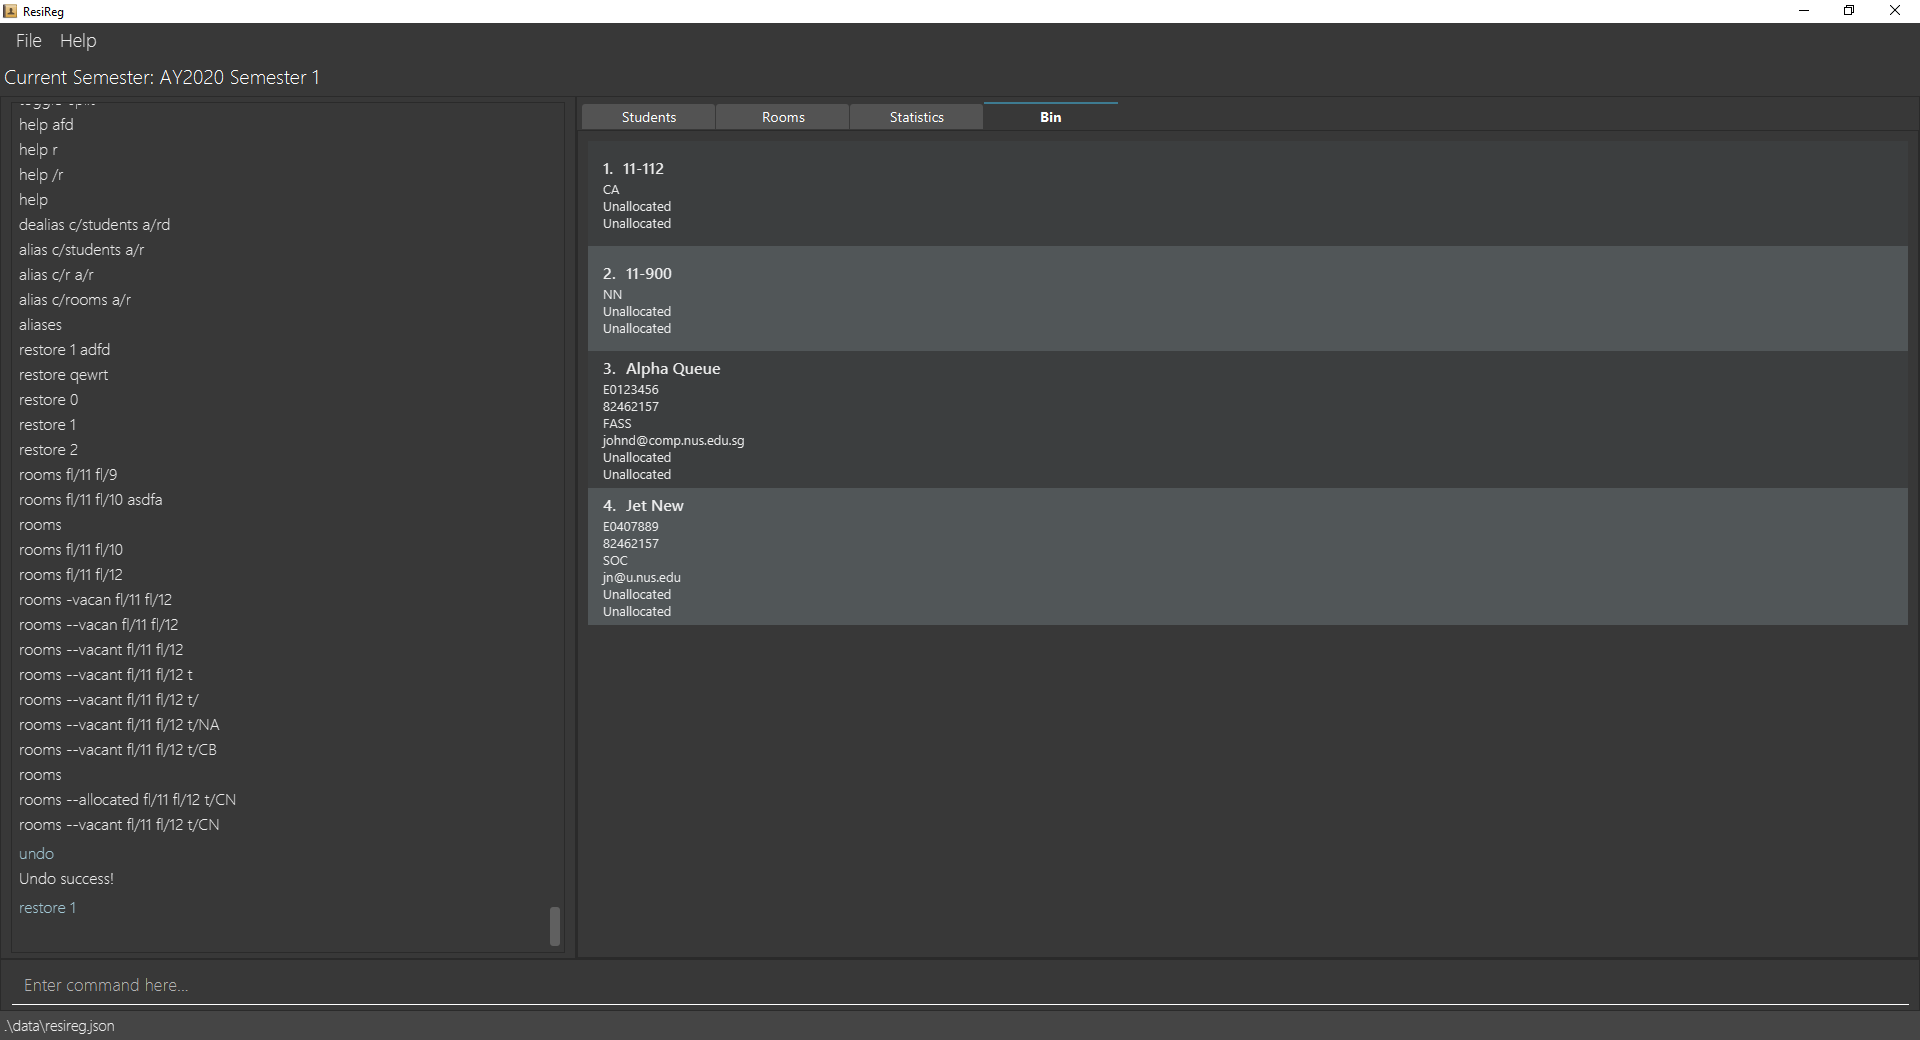 ResiReg
File Help
Current Semester: AY2020 Semester 1
help afd
help r
help /r
help
dealias c/students a/rd
alias c/students a/r
alias c/r a/r
alias c/rooms a/r
aliases
restore 1 adfd
restore qewrt
restore 0
restore 1
restore 2
rooms fl/11 fl/9
rooms fl/11 fl/10 asdfa
rooms
rooms fl/11 fl/10
rooms fl/11 fl/12
rooms -vacan fl/11 fl/12
rooms --vacan fl/11 fl/12
rooms --vacant fl/11 fl/12
rooms --vacant fl/11 fl/12 t
rooms --vacant fl/11 fl/12 t/
rooms --vacant fl/11 fl/12 t/NA
rooms --vacant fl/11 fl/12 t/CB
rooms
rooms --allocated fl/11 fl/12 t/CN
rooms --vacant fl/11 fl/12 t/CN
undo
Undo success!
restore 1
Students Rooms Statistics Bin
1. 11-112
CA
Unallocated
Unallocated
2. 11-900
NN
Unallocated
Unallocated
3. Alpha Queue
E0123456
82462157
FASS
johnd@comp.nus.edu.sg
Unallocated
Unallocated
4. Jet New
E0407889
82462157
SOC
jn@u.nus.edu
Unallocated
Unallocated
Enter command here...
.\data\resireg.json